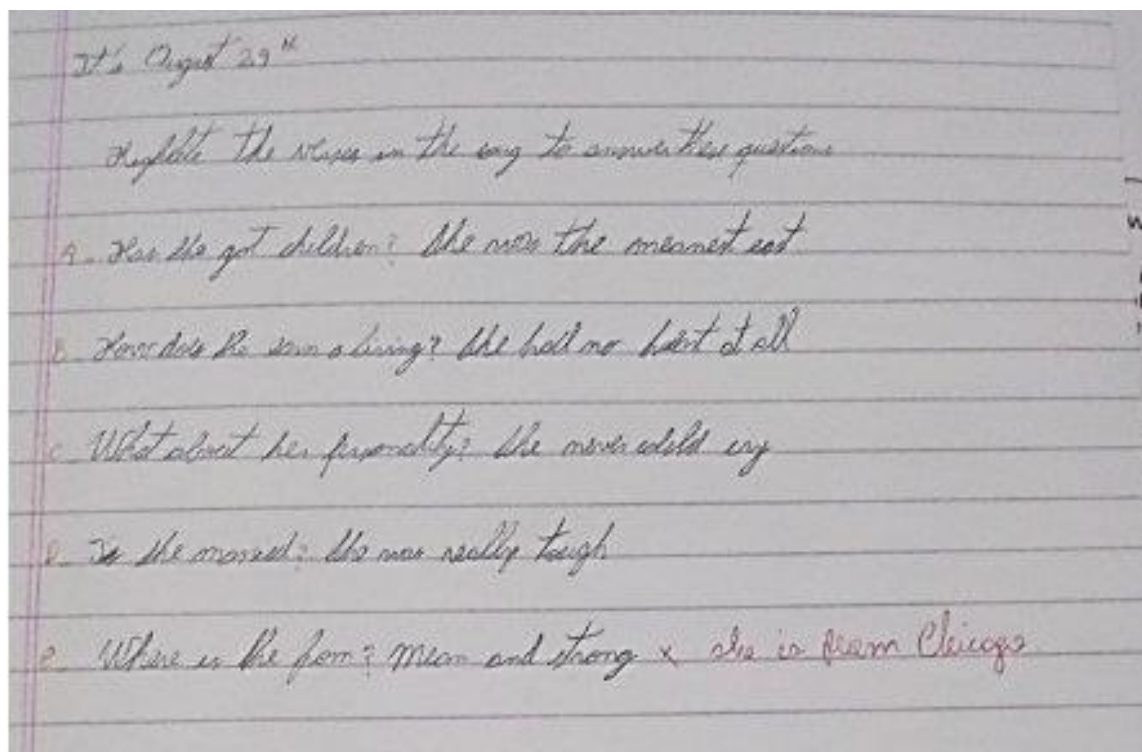 It's August 29th
Highlite the verses in the song to answer these questions
A. Has she got children? She was the meanest cat
B. How does she earn a living? She had no heart at all
C. What about her personality? She never could cry
D. Is she married? She was really tough
E. Where is she from? Mean and strong x she is from Chicago